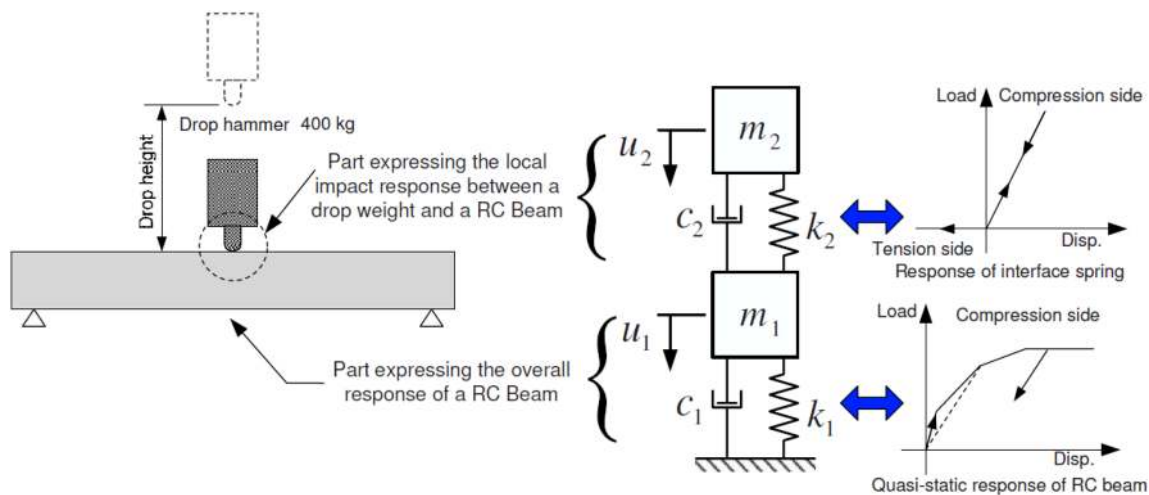 Drop height
Drop hammer 400 kg
Part expressing the local
impact response between a
drop weight and a RC Beam
Part expressing the overall
response of a RC Beam
u₂
m₂
c₂
k₂
u₁
m₁
c₁
k₁
Load
Compression side
Tension side
Disp.
Response of interface spring
Load
Compression side
Disp.
Quasi-static response of RC beam